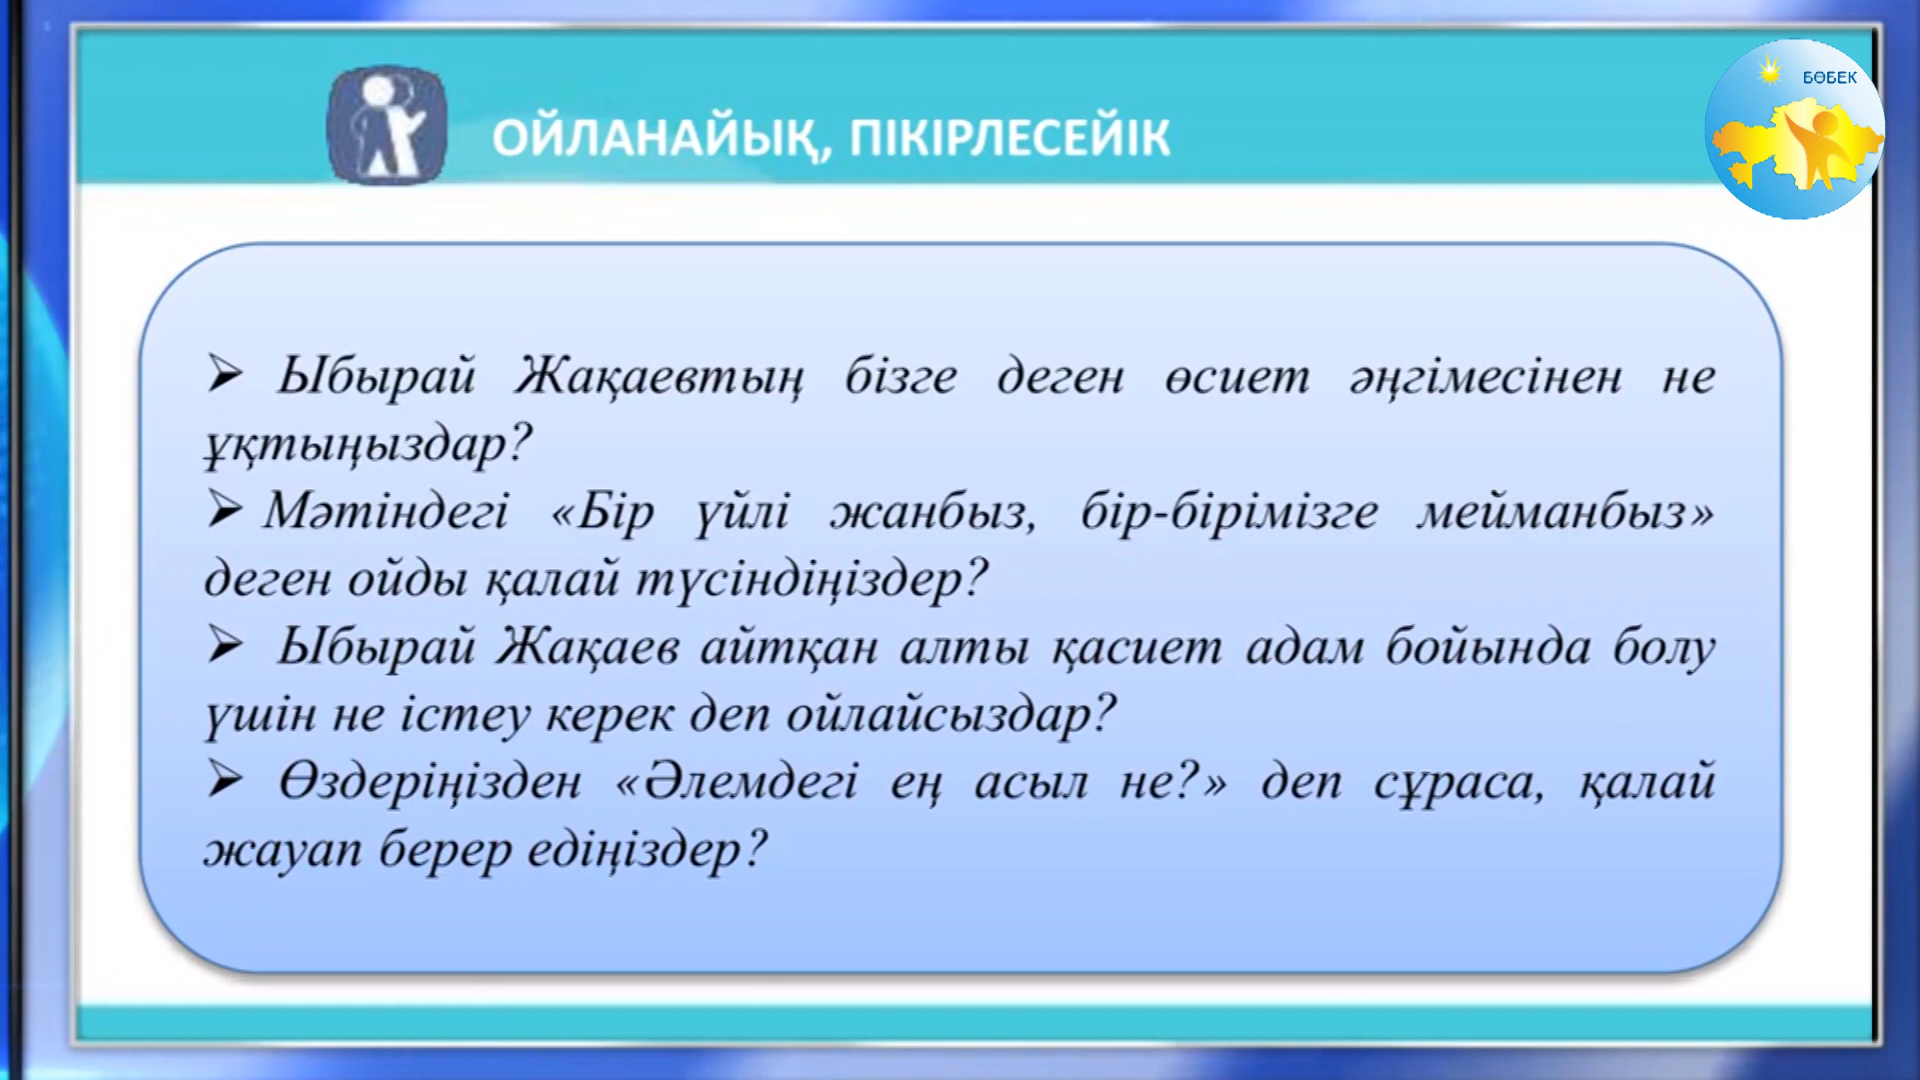 БӨБЕК
ОЙЛАНАЙЫҚ, ПІКІРЛЕСЕЙІК
➢ Ыбырай Жақаевтың бізге деген өсиет әңгімесінен не
ұқтыңыздар?
➢ Мәтіндегі «Бір үйлі жанбыз, бір-бірімізге мейманбыз»
деген ойды қалай түсіндіңіздер?
➢ Ыбырай Жақаев айтқан алты қасиет адам бойында болу
үшін не істеу керек деп ойлайсыздар?
➢ Өздеріңізден «Әлемдегі ең асыл не?» деп сұраса, қалай
жауап берер едіңіздер?